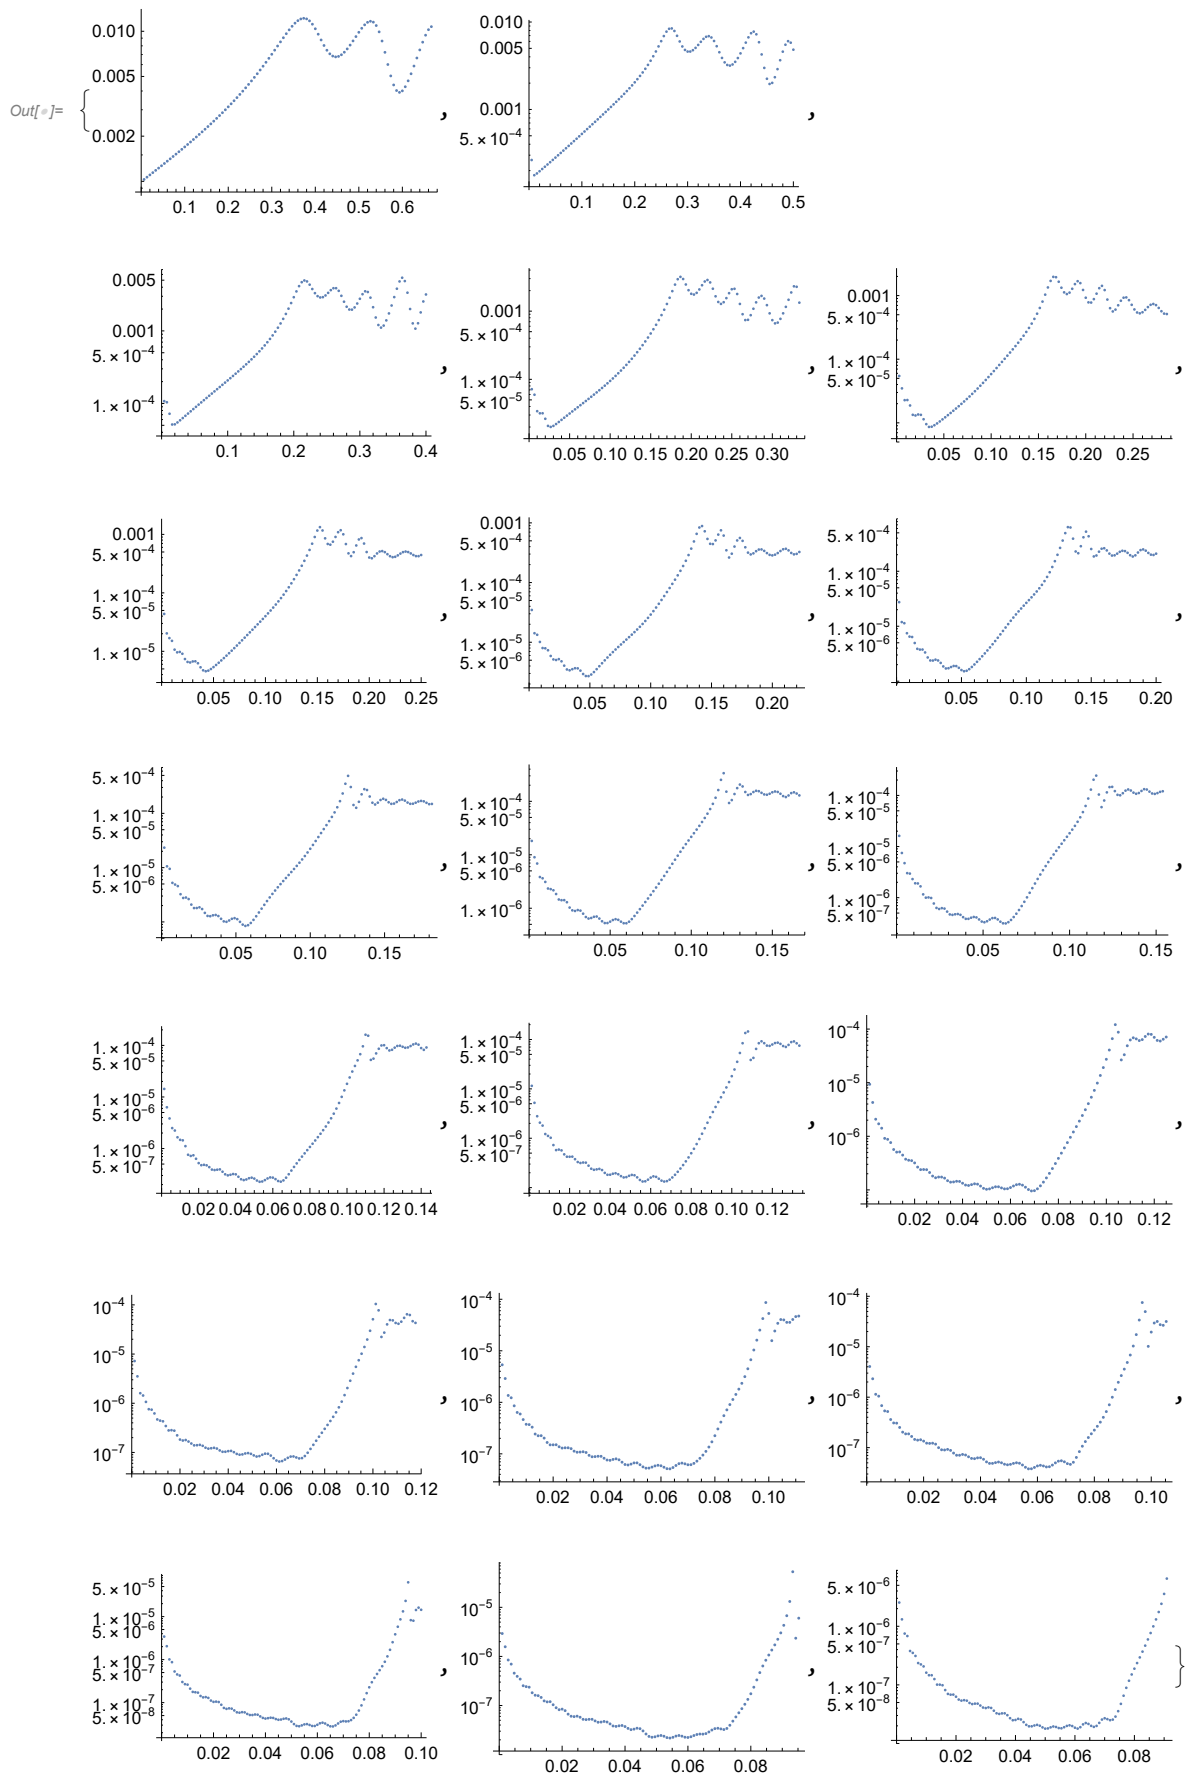 0.010 0.010
0.005 0.005
Out[•]= { 0.001
0.002 , 5. × 10⁻⁴ ,
0.1 0.2 0.3 0.4 0.5 0.6 0.1 0.2 0.3 0.4 0.5
0.005 0.001 0.001
0.001 5. × 10⁻⁴ 5. × 10⁻⁴
5. × 10⁻⁴ 1. × 10⁻⁴ 1. × 10⁻⁴
1. × 10⁻⁴ , 5. × 10⁻⁵ , 5. × 10⁻⁵ ,
0.1 0.2 0.3 0.4 0.05 0.10 0.15 0.20 0.25 0.30 0.05 0.10 0.15 0.20 0.25
0.001 0.001 5. × 10⁻⁴
5. × 10⁻⁴ 5. × 10⁻⁴ 1. × 10⁻⁴
1. × 10⁻⁴ 1. × 10⁻⁴ 5. × 10⁻⁵
5. × 10⁻⁵ 5. × 10⁻⁵ 1. × 10⁻⁵
1. × 10⁻⁵ , 1. × 10⁻⁵ , 5. × 10⁻⁶ ,
5. × 10⁻⁶
0.05 0.10 0.15 0.20 0.25 0.05 0.10 0.15 0.20 0.05 0.10 0.15 0.20
5. × 10⁻⁴ 1. × 10⁻⁴ 1. × 10⁻⁴
1. × 10⁻⁴ 5. × 10⁻⁵ 5. × 10⁻⁵
5. × 10⁻⁵ 1. × 10⁻⁵ 1. × 10⁻⁵
1. × 10⁻⁵ 5. × 10⁻⁶ 5. × 10⁻⁶
5. × 10⁻⁶ , 1. × 10⁻⁶ , 1. × 10⁻⁶ ,
5. × 10⁻⁷
0.05 0.10 0.15 0.05 0.10 0.15 0.05 0.10 0.15
1. × 10⁻⁴ 1. × 10⁻⁴ 10⁻⁴
5. × 10⁻⁵ 5. × 10⁻⁵
1. × 10⁻⁵ 1. × 10⁻⁵ 10⁻⁵
5. × 10⁻⁶ 5. × 10⁻⁶
1. × 10⁻⁶ , 1. × 10⁻⁶ , 10⁻⁶ ,
5. × 10⁻⁷ 5. × 10⁻⁷
0.02 0.04 0.06 0.08 0.10 0.12 0.14 0.02 0.04 0.06 0.08 0.10 0.12 0.02 0.04 0.06 0.08 0.10 0.12
10⁻⁴ 10⁻⁴ 10⁻⁴
10⁻⁵ 10⁻⁵ 10⁻⁵
10⁻⁶ , 10⁻⁶ , 10⁻⁶ ,
10⁻⁷ 10⁻⁷ 10⁻⁷
0.02 0.04 0.06 0.08 0.10 0.12 0.02 0.04 0.06 0.08 0.10 0.02 0.04 0.06 0.08 0.10
5. × 10⁻⁵ 10⁻⁵ 5. × 10⁻⁶
1. × 10⁻⁵ 10⁻⁶ 1. × 10⁻⁶
5. × 10⁻⁶ 10⁻⁷ 5. × 10⁻⁷
1. × 10⁻⁶ 1. × 10⁻⁷
5. × 10⁻⁷ , , 5. × 10⁻⁸ }
1. × 10⁻⁷
5. × 10⁻⁸
0.02 0.04 0.06 0.08 0.10 0.02 0.04 0.06 0.08 0.02 0.04 0.06 0.08